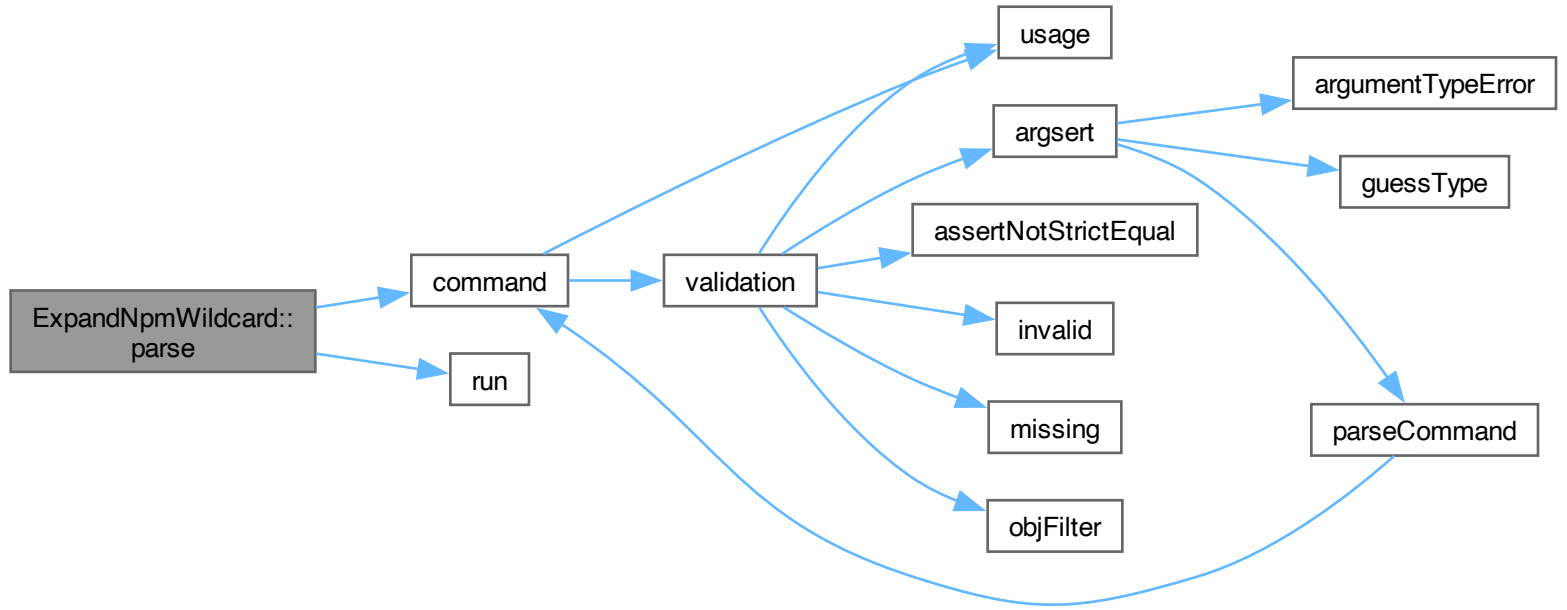 ExpandNpmWildcard::
parse
command
run
validation
usage
argsert
assertNotStrictEqual
invalid
missing
objFilter
argumentTypeError
guessType
parseCommand